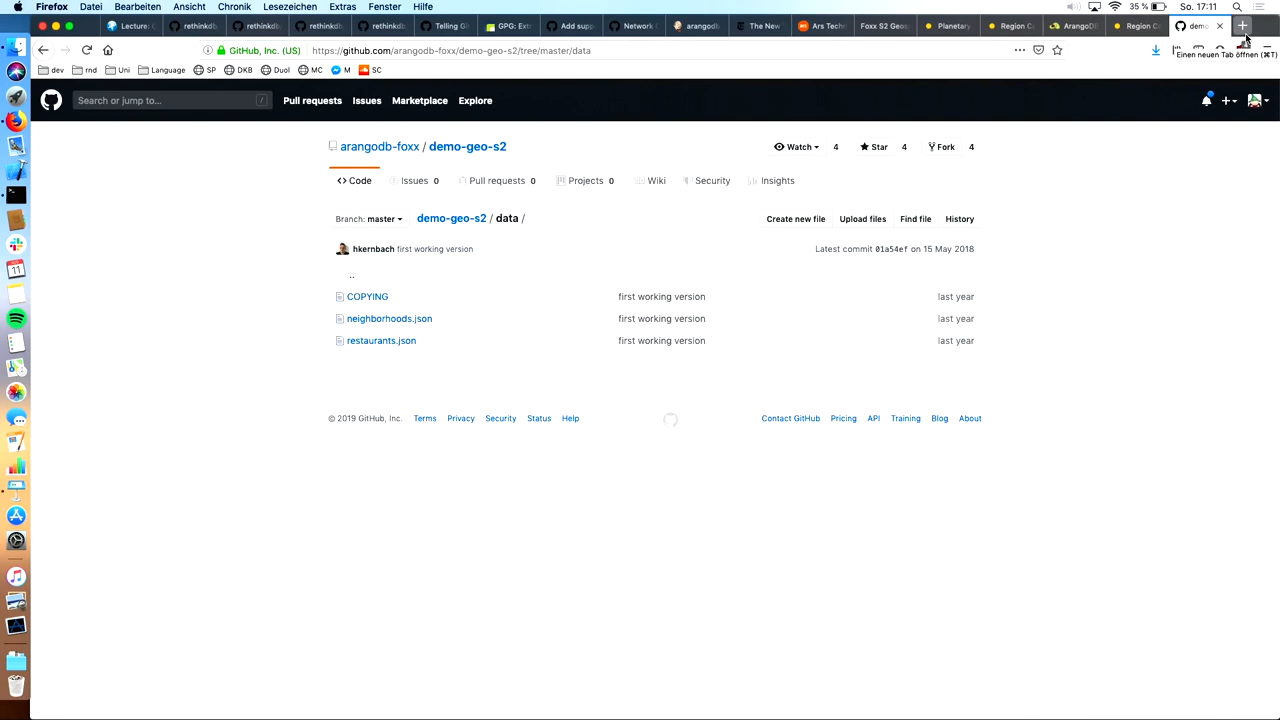 Firefox Datei Bearbeiten Ansicht Chronik Lesezeichen Extras Fenster Hilfe 35 % So. 17:11
Lecture: rethinkdb rethinkdb rethinkdb rethinkdb Telling Gi GPG: Ext Add supp Network arangodb The New Ars Techn Foxx S2 Geos Planetary Region Co ArangoDB Region Co demo
GitHub, Inc. (US) https://github.com/arangodb-foxx/demo-geo-s2/tree/master/data
Einen neuen Tab öffnen (⌘T)
dev rnd Uni Language SP DKB Duol MC M SC
Search or jump to... / Pull requests Issues Marketplace Explore
arangodb-foxx / demo-geo-s2 Watch 4 Star 4 Fork 4
Code Issues 0 Pull requests 0 Projects 0 Wiki Security Insights
Branch: master demo-geo-s2 / data / Create new file Upload files Find file History
hkernbach first working version Latest commit 01a54ef on 15 May 2018
..
COPYING first working version last year
neighborhoods.json first working version last year
restaurants.json first working version last year
© 2019 GitHub, Inc. Terms Privacy Security Status Help Contact GitHub Pricing API Training Blog About
11